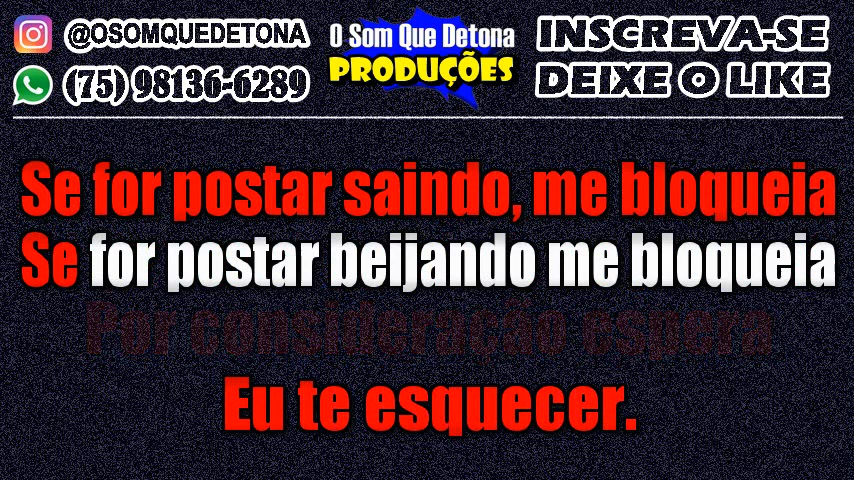 @OSOMQUEDETONA
(75) 98136-6289
O Som Que Detona
PRODUÇÕES
INSCREVA-SE
DEIXE O LIKE
Se for postar saindo, me bloqueia
Se for postar beijando me bloqueia
Por consideração espera
Eu te esquecer.